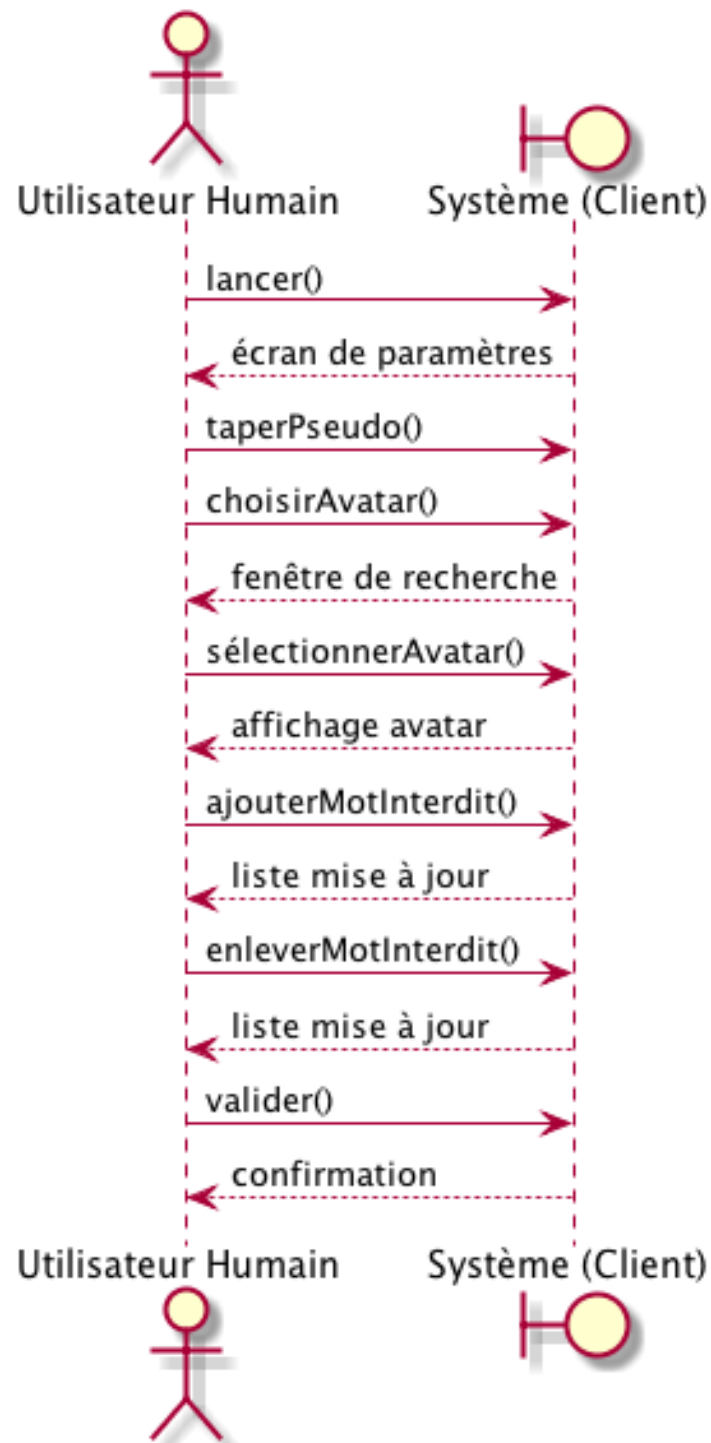 Utilisateur Humain
Système (Client)
lancer()
écran de paramètres
taperPseudo()
choisirAvatar()
fenêtre de recherche
sélectionnerAvatar()
affichage avatar
ajouterMotInterdit()
liste mise à jour
enleverMotInterdit()
liste mise à jour
valider()
confirmation
Utilisateur Humain
Système (Client)